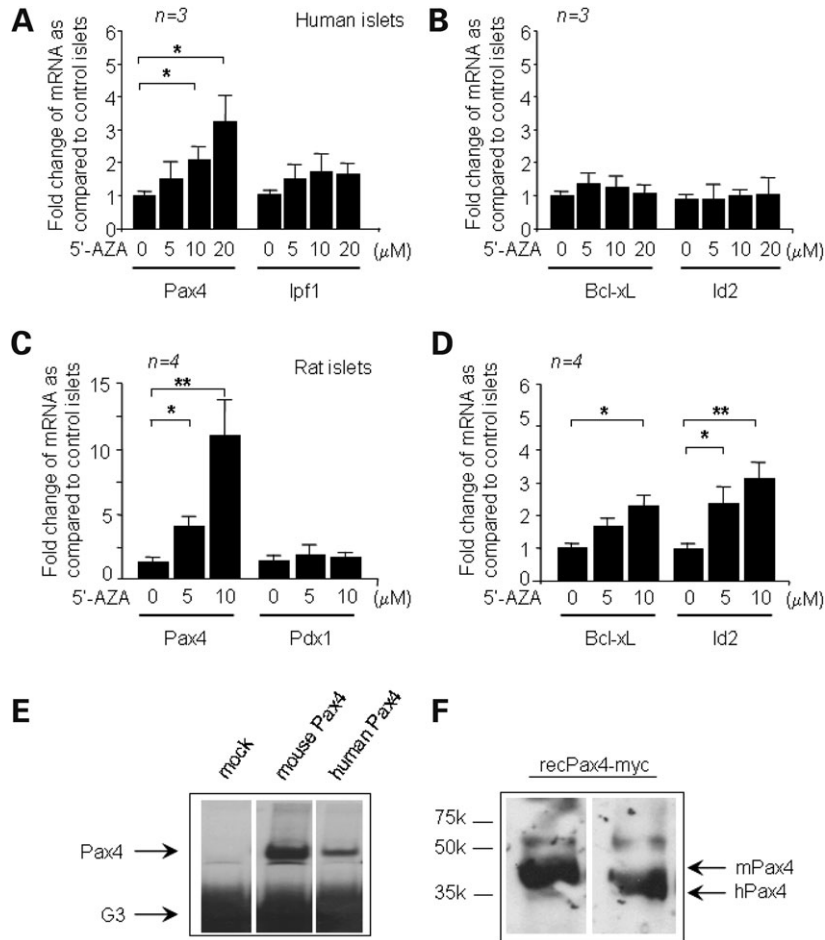 A
n=3
Human islets
Fold change of mRNA as
compared to control islets
6
5
4
3
2
1
0
*
*
5'-AZA 0 5 10 20 0 5 10 20 (μM)
Pax4 Ipf1
B
n=3
Fold change of mRNA as
compared to control islets
6
5
4
3
2
1
0
5'-AZA 0 5 10 20 0 5 10 20 (μM)
Bcl-xL Id2
C
n=4
Rat islets
Fold change of mRNA as
compared to control islets
15
10
5
0
**
*
5'-AZA 0 5 10 0 5 10 (μM)
Pax4 Pdx1
D
n=4
Fold change of mRNA as
compared to control islets
6
5
4
3
2
1
0
*
**
*
5'-AZA 0 5 10 0 5 10 (μM)
Bcl-xL Id2
E
mock
mouse Pax4
human Pax4
Pax4
G3
F
recPax4-myc
75k
50k
35k
mPax4
hPax4